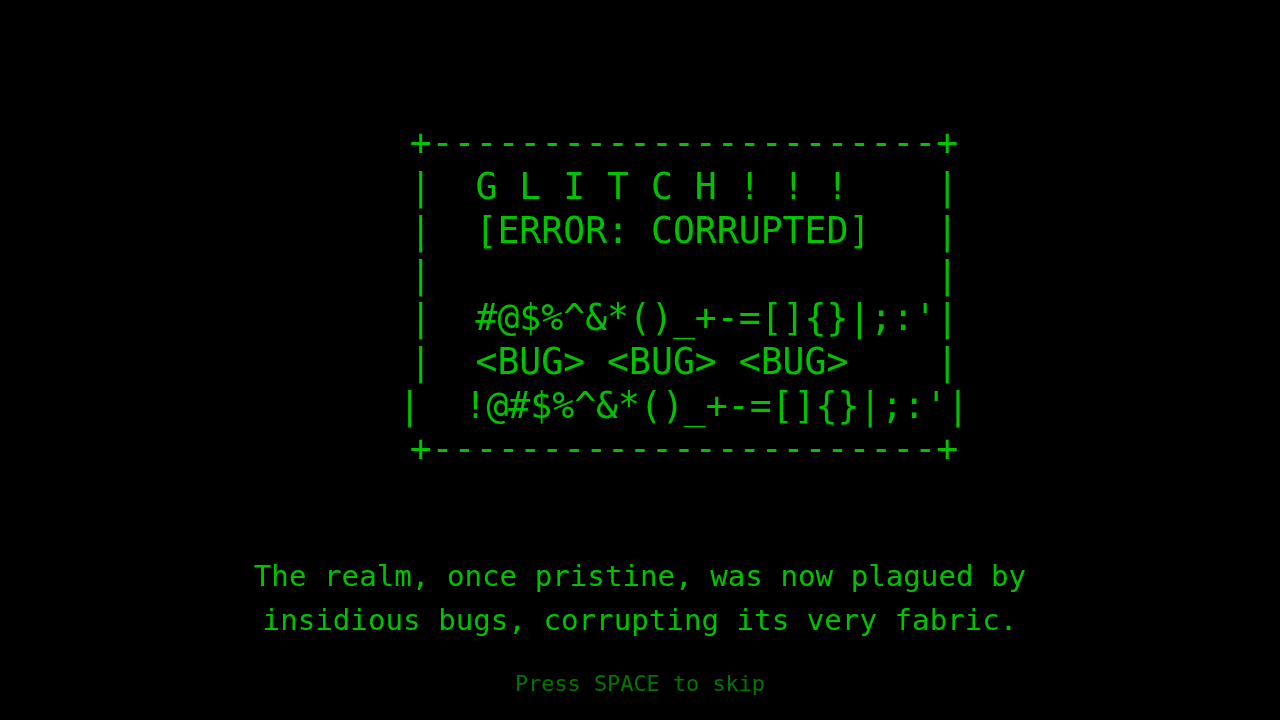 +-----------------------+
|  G L I T C H ! ! !    |
|  [ERROR: CORRUPTED]   |
|                       |
|  #@$%^&*()_+-=[]{}|;:'|
|  <BUG> <BUG> <BUG>    |
|  !@#$%^&*()_+-=[]{}|;:'|
+-----------------------+
The realm, once pristine, was now plagued by
insidious bugs, corrupting its very fabric.
Press SPACE to skip